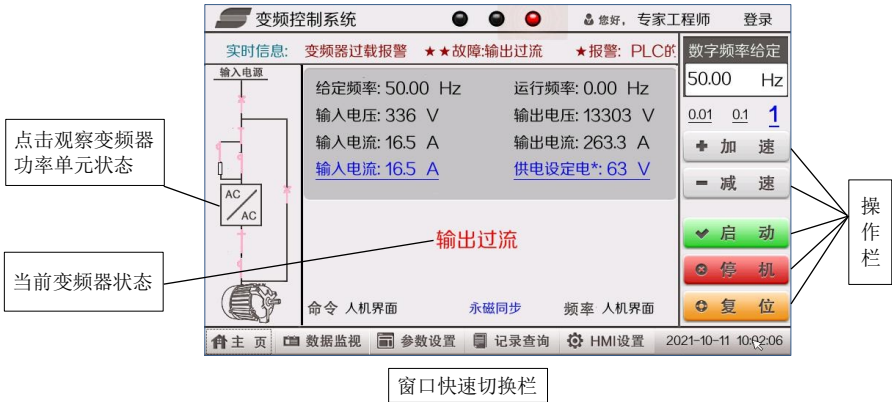 变频控制系统
您好，专家工程师
登录
实时信息: 变频器过载报警 ★★故障:输出过流 ★报警: PLC的
数字频率给定
输入电源
50.00 Hz
给定频率: 50.00 Hz
运行频率: 0.00 Hz
输入电压: 336 V
输出电压: 13303 V
0.01 0.1 1
输入电流: 16.5 A
输出电流: 263.3 A
输入电流: 16.5 A
供电设定电*: 63 V
加 速
减 速
启 动
停 机
复 位
点击观察变频器
功率单元状态
AC
AC
操
作
栏
输出过流
当前变频器状态
命令 人机界面
永磁同步
频率 人机界面
主 页
数据监视
参数设置
记录查询
HMI设置
2021-10-11 10:02:06
窗口快速切换栏